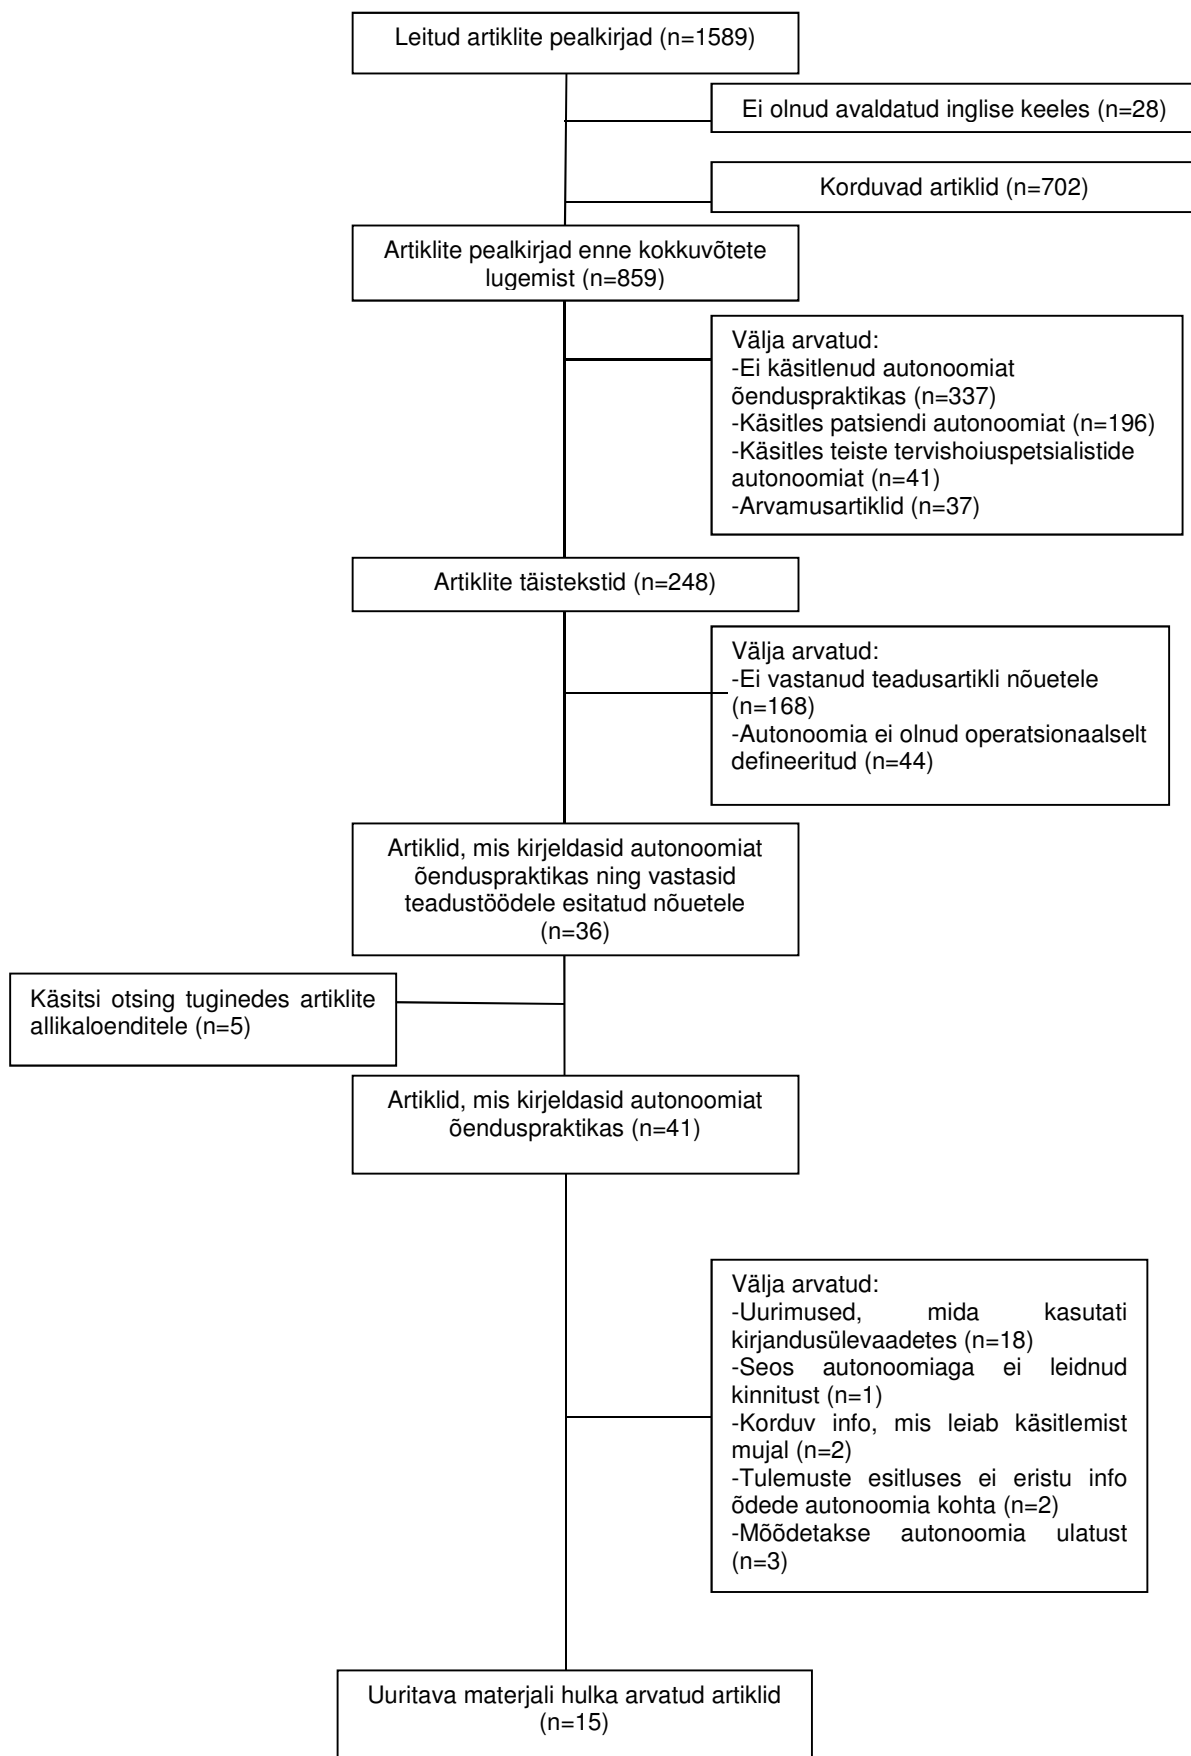 Leitud artiklite pealkirjad (n=1589)
Ei olnud avaldatud inglise keeles (n=28)
Korduvad artiklid (n=702)
Artiklite pealkirjad enne kokkuvõtete
lugemist (n=859)
Välja arvatud:
-Ei käsitlenud autonoomiat
õenduspraktikas (n=337)
-Käsitles patsiendi autonoomiat (n=196)
-Käsitles teiste tervishoiuspetsialistide
autonoomiat (n=41)
-Arvamusartiklid (n=37)
Artiklite täistekstid (n=248)
Välja arvatud:
-Ei vastanud teadusartikli nõuetele
(n=168)
-Autonoomia ei olnud operatsionaalselt
defineeritud (n=44)
Artiklid, mis kirjeldasid autonoomiat
õenduspraktikas ning vastasid
teadustöödele esitatud nõuetele
(n=36)
Käsitsi otsing tuginedes artiklite
allikaloenditele (n=5)
Artiklid, mis kirjeldasid autonoomiat
õenduspraktikas (n=41)
Välja arvatud:
-Uurimused, mida kasutati
kirjandusülevaadetes (n=18)
-Seos autonoomiaga ei leidnud
kinnitust (n=1)
-Korduv info, mis leiab käsitlemist
mujal (n=2)
-Tulemuste esitluses ei eristu info
õdede autonoomia kohta (n=2)
-Mõõdetakse autonoomia ulatust
(n=3)
Uuritava materjali hulka arvatud artiklid
(n=15)